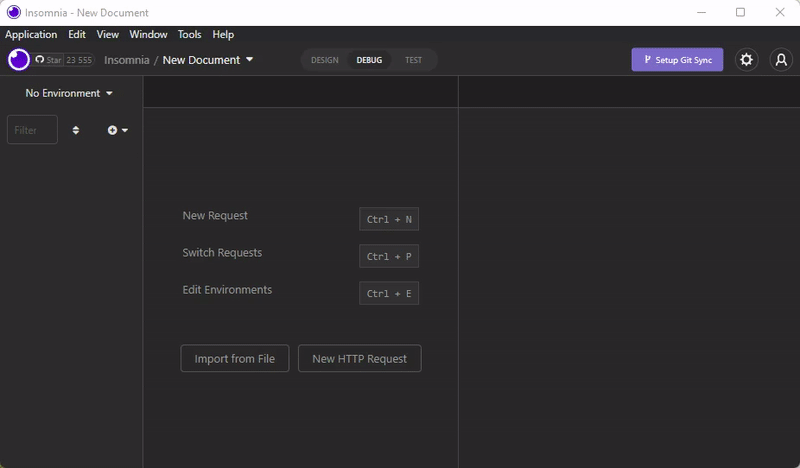 Insomnia - New Document
Application Edit View Window Tools Help
Star 23 555 Insomnia / New Document DESIGN DEBUG TEST Setup Git Sync
No Environment
Filter
New Request Ctrl + N
Switch Requests Ctrl + P
Edit Environments Ctrl + E
Import from File New HTTP Request